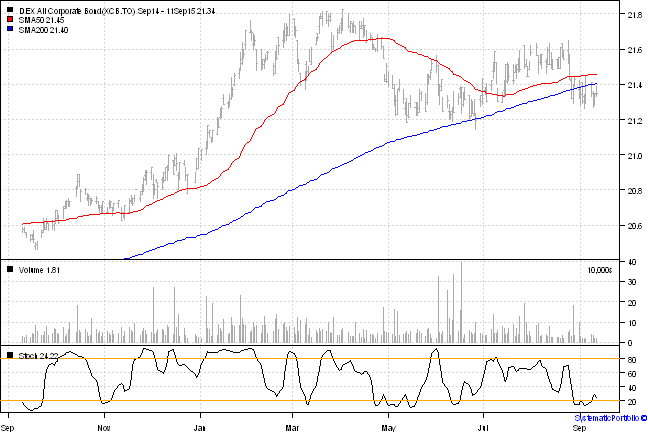 DEX All Corporate Bond(XCB.TO) Sep14 - 11Sep15 21.34
SMA50 21.45
SMA200 21.40
21.8
21.6
21.4
21.2
21.0
20.8
20.6
Volume 1.81
10,000s
40
30
20
10
0
Stoch 24.22
80
60
40
20
Sep Nov Jan Mar May Jul Sep
SystematicPortfolio ©